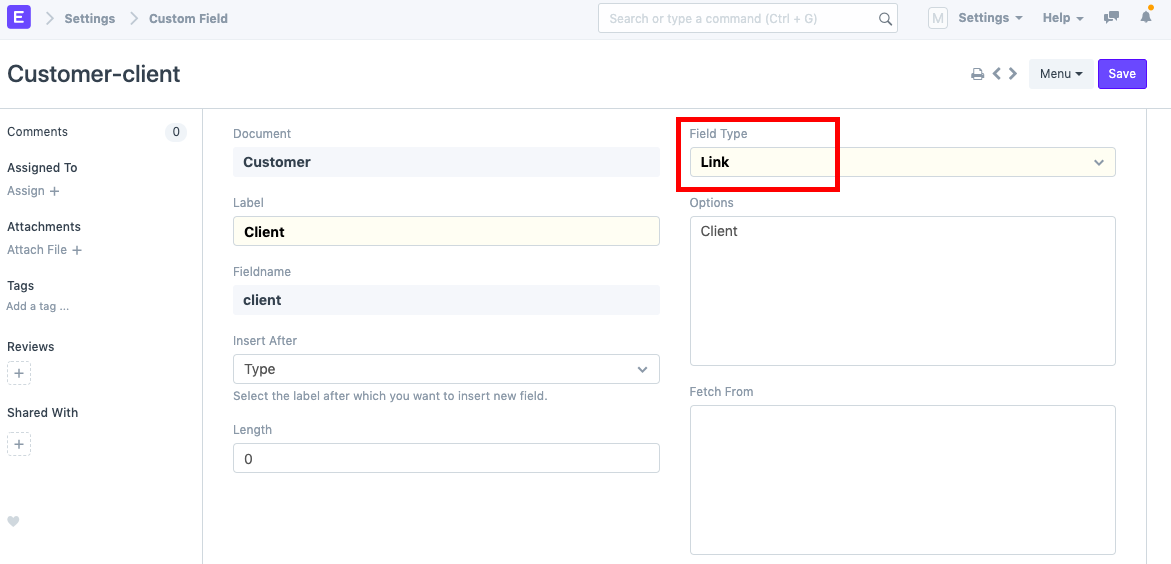 E Settings Custom Field Search or type a command (Ctrl + G) M Settings Help
Customer-client Menu Save
Comments 0
Assigned To
Assign +
Attachments
Attach File +
Tags
Add a tag ...
Reviews
+
Shared With
+
Document
Customer
Label
Client
Fieldname
client
Insert After
Type
Select the label after which you want to insert new field.
Length
0
Field Type
Link
Options
Client
Fetch From